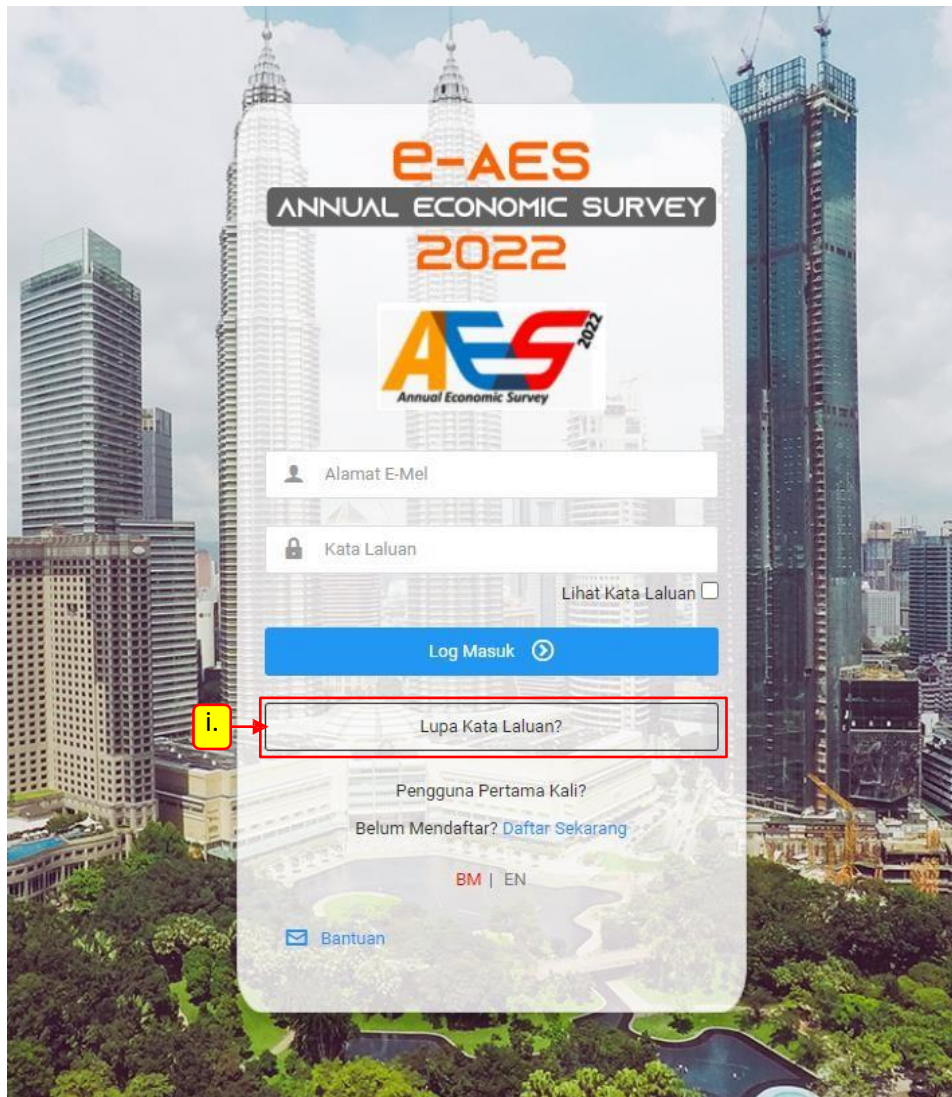 e-AES
ANNUAL ECONOMIC SURVEY
2022
AES 2022
Annual Economic Survey
Alamat E-Mel
Kata Laluan
Lihat Kata Laluan
Log Masuk
i.
Lupa Kata Laluan?
Pengguna Pertama Kali?
Belum Mendaftar? Daftar Sekarang
BM | EN
Bantuan